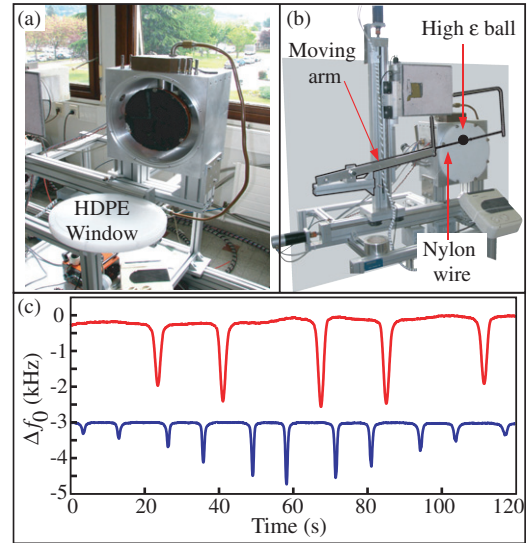 (a)
HDPE
Window
(b)
High ε ball
Moving
arm
Nylon
wire
(c)
Δf0 (kHz)
0
-1
-2
-3
-4
-5
0 20 40 60 80 100 120
Time (s)